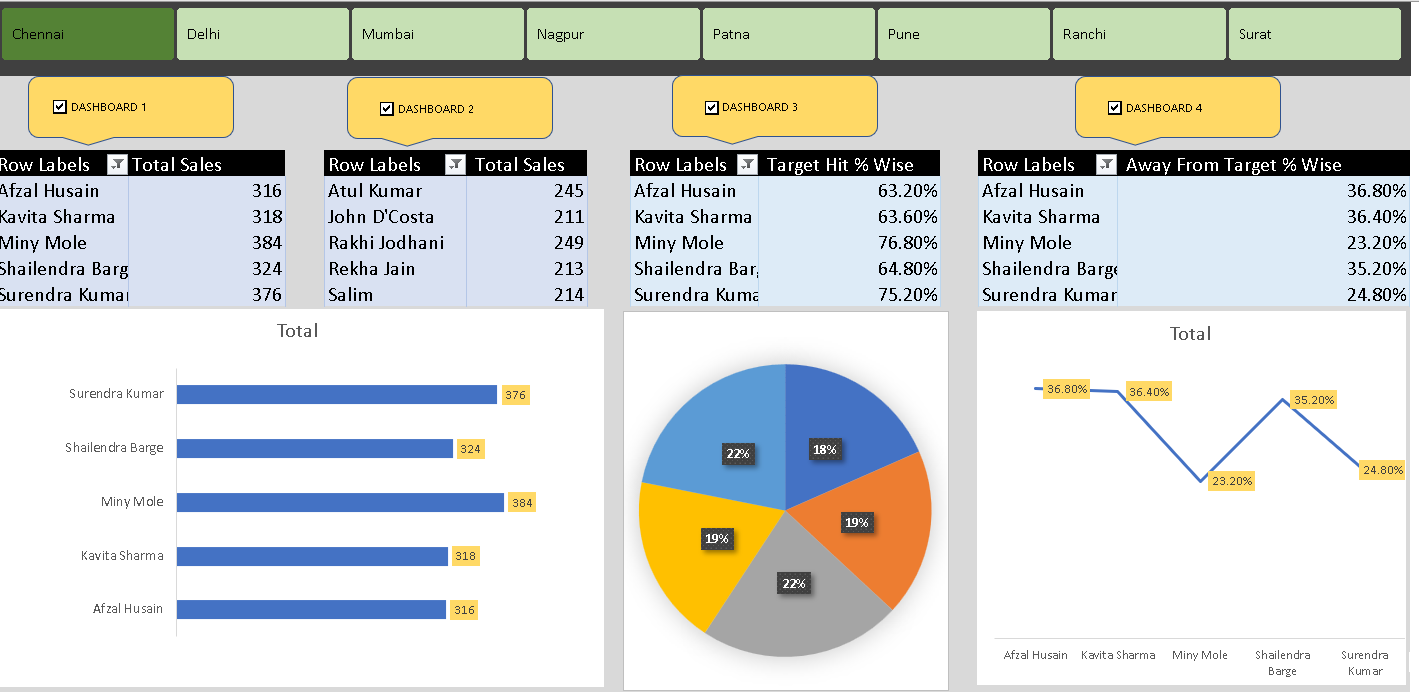 Chennai Delhi Mumbai Nagpur Patna Pune Ranchi Surat
DASHBOARD 1 DASHBOARD 2 DASHBOARD 3 DASHBOARD 4
Row Labels Total Sales
Afzal Husain 316
Kavita Sharma 318
Miny Mole 384
Shailendra Barg 324
Surendra Kumar 376
Row Labels Total Sales
Atul Kumar 245
John D'Costa 211
Rakhi Jodhani 249
Rekha Jain 213
Salim 214
Row Labels Target Hit % Wise
Afzal Husain 63.20%
Kavita Sharma 63.60%
Miny Mole 76.80%
Shailendra Bar 64.80%
Surendra Kuma 75.20%
Row Labels Away From Target % Wise
Afzal Husain 36.80%
Kavita Sharma 36.40%
Miny Mole 23.20%
Shailendra Barge 35.20%
Surendra Kumar 24.80%
Total
Surendra Kumar 376
Shailendra Barge 324
Miny Mole 384
Kavita Sharma 318
Afzal Husain 316
18%
19%
22%
19%
22%
Total
36.80%
36.40%
23.20%
35.20%
24.80%
Afzal Husain Kavita Sharma Miny Mole Shailendra Barge Surendra Kumar